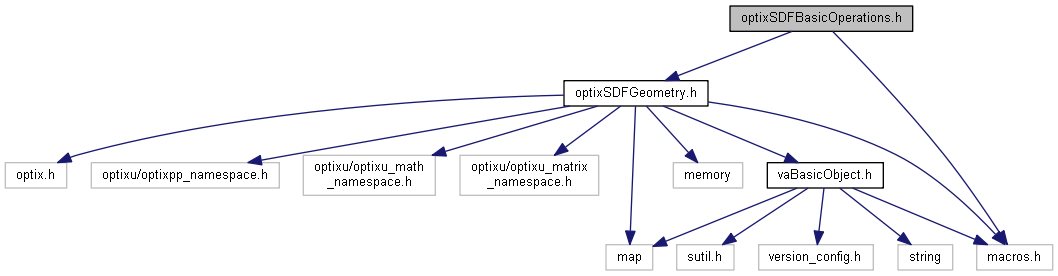 optixSDFBasicOperations.h
optixSDFGeometry.h
optix.h
optixu/optixpp_namespace.h
optixu/optixu_math
_namespace.h
optixu/optixu_matrix
_namespace.h
memory
vaBasicObject.h
map
sutil.h
version_config.h
string
macros.h